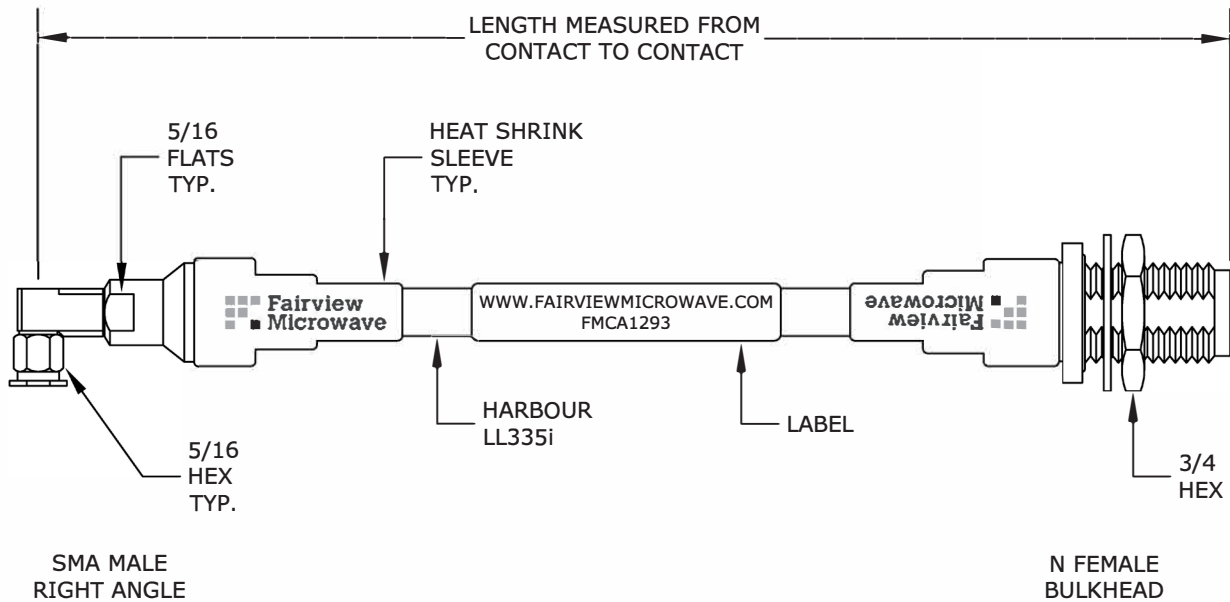 LENGTH MEASURED FROM
CONTACT TO CONTACT
5/16
FLATS
TYP.
HEAT SHRINK
SLEEVE
TYP.
Fairview
Microwave
WWW.FAIRVIEWMICROWAVE.COM
FMCA1293
Fairview
Microwave
HARBOUR
LL335i
LABEL
5/16
HEX
TYP.
3/4
HEX
SMA MALE
RIGHT ANGLE
N FEMALE
BULKHEAD